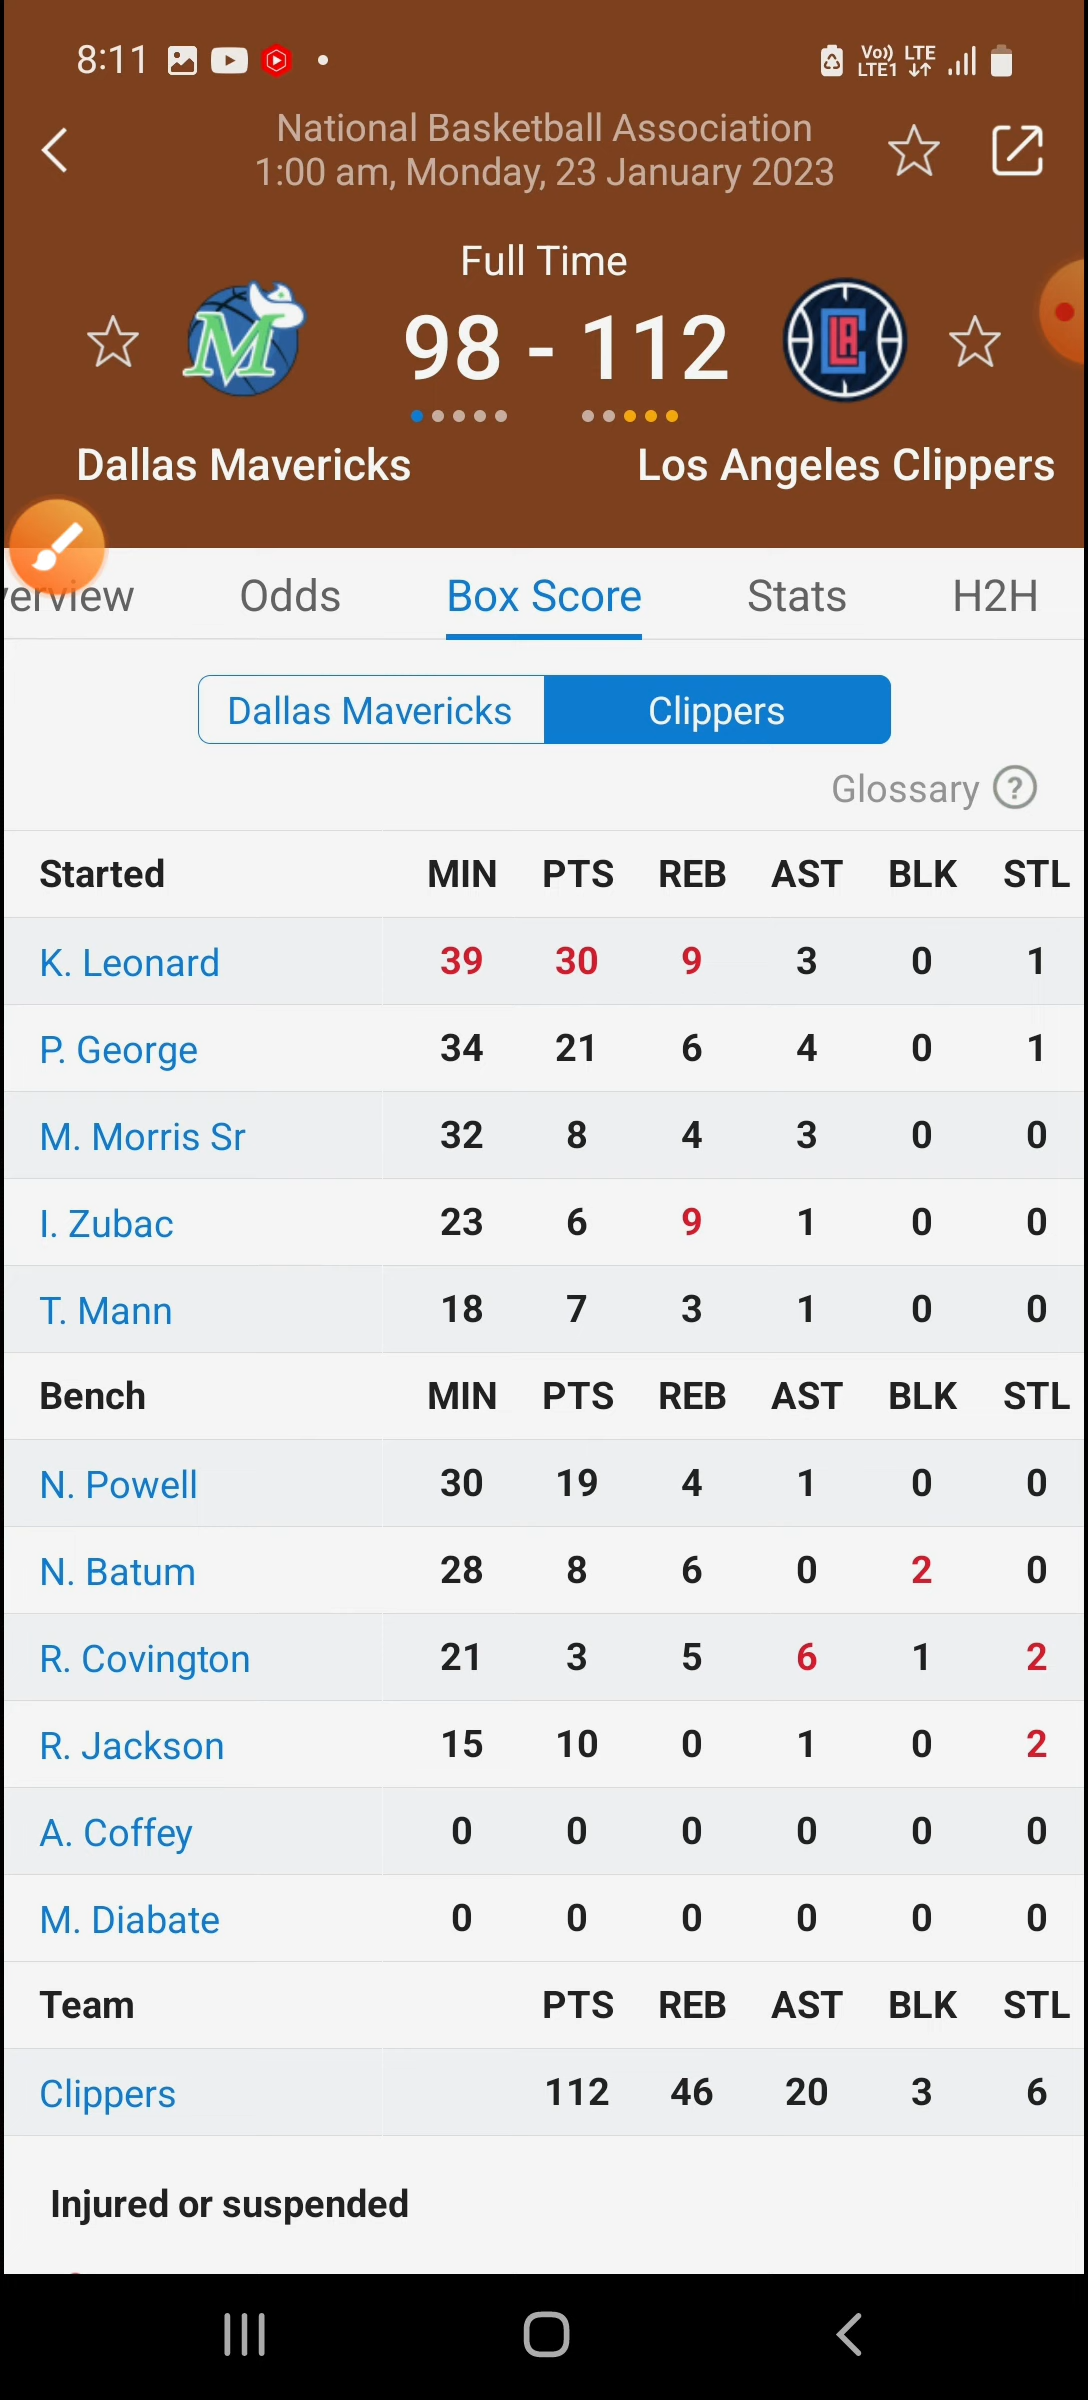 8:11
Vo)) LTE
LTE1
National Basketball Association
1:00 am, Monday, 23 January 2023
Full Time
M 98 - 112 LA
Dallas Mavericks Los Angeles Clippers
erview Odds Box Score Stats H2H
Dallas Mavericks Clippers
Glossary ?
Started MIN PTS REB AST BLK STL
K. Leonard 39 30 9 3 0 1
P. George 34 21 6 4 0 1
M. Morris Sr 32 8 4 3 0 0
I. Zubac 23 6 9 1 0 0
T. Mann 18 7 3 1 0 0
Bench MIN PTS REB AST BLK STL
N. Powell 30 19 4 1 0 0
N. Batum 28 8 6 0 2 0
R. Covington 21 3 5 6 1 2
R. Jackson 15 10 0 1 0 2
A. Coffey 0 0 0 0 0 0
M. Diabate 0 0 0 0 0 0
Team PTS REB AST BLK STL
Clippers 112 46 20 3 6
Injured or suspended